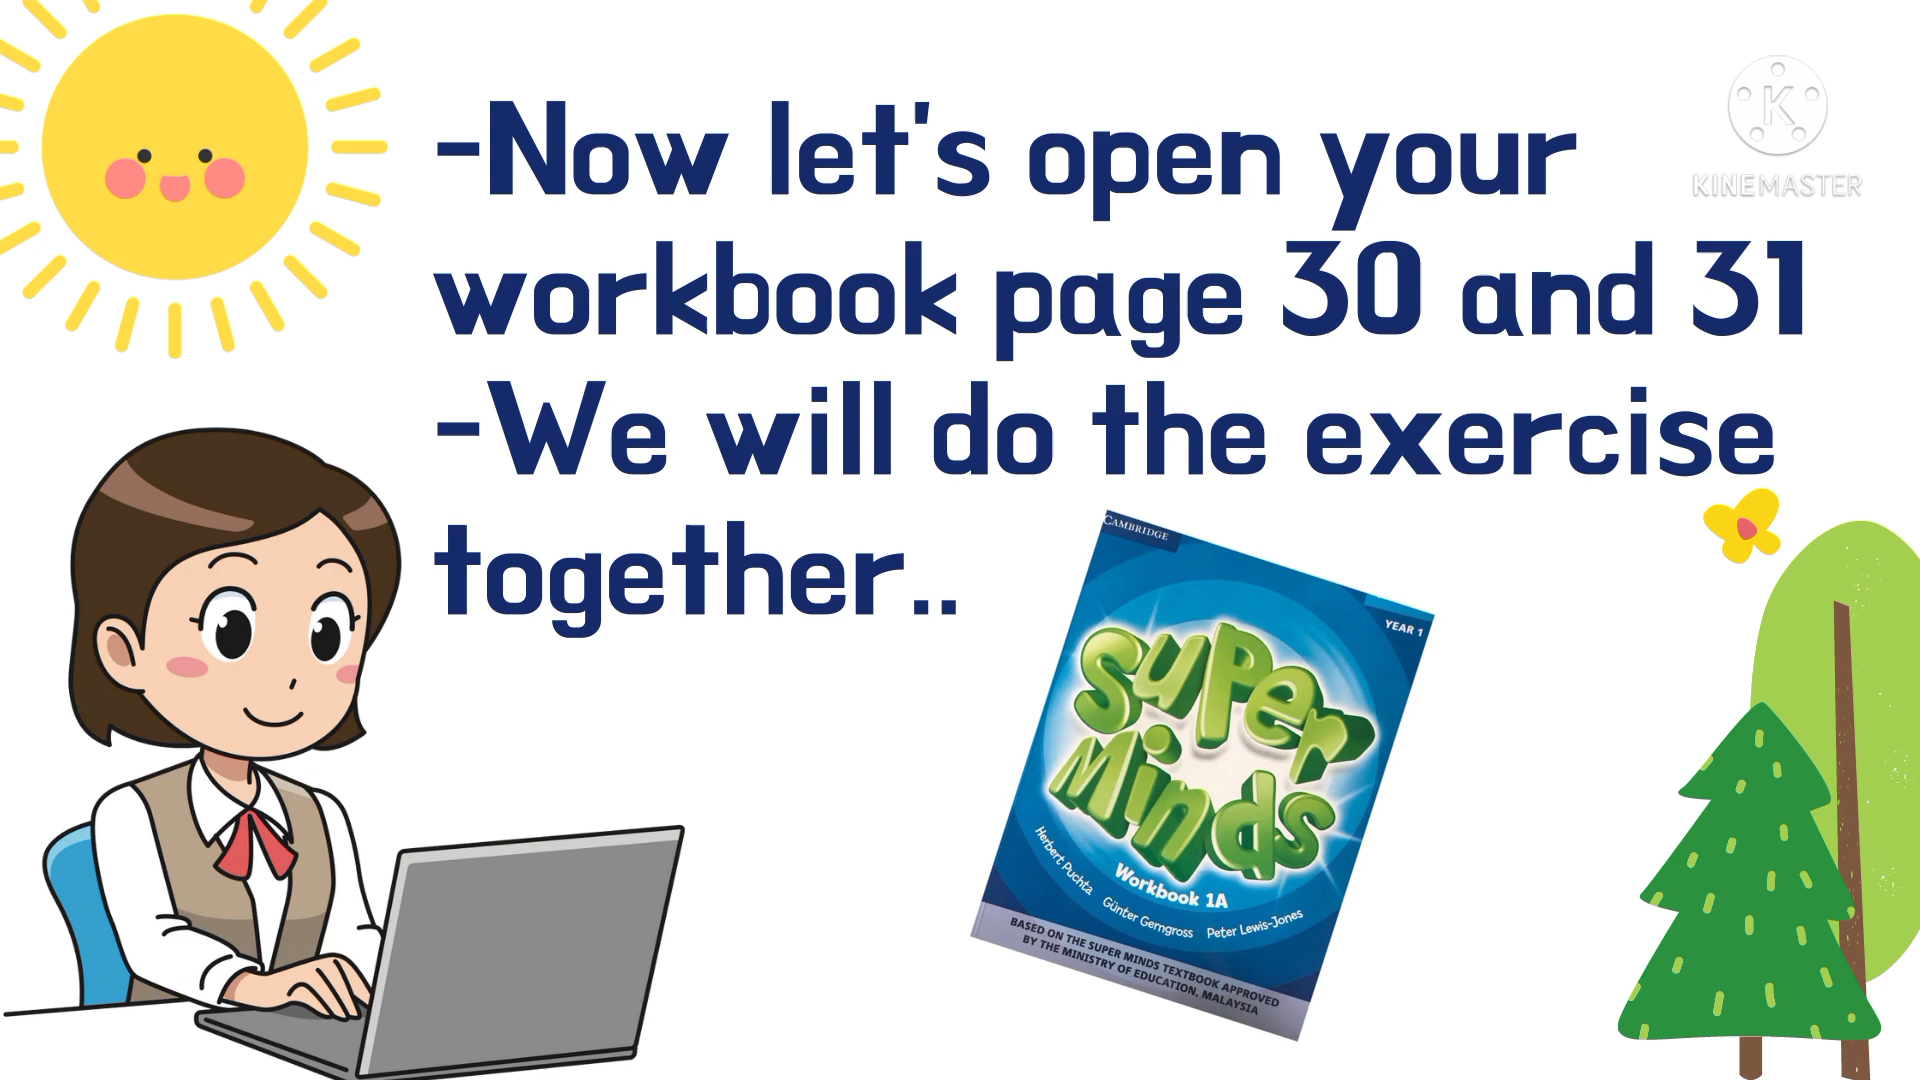 -Now let's open your
workbook page 30 and 31
-We will do the exercise
together..
K
KINEMASTER
CAMBRIDGE
YEAR 1
Super
Minds
Workbook 1A
Herbert Puchta Günter Gerngross Peter Lewis-Jones
BASED ON THE SUPER MINDS TEXTBOOK APPROVED
BY THE MINISTRY OF EDUCATION, MALAYSIA